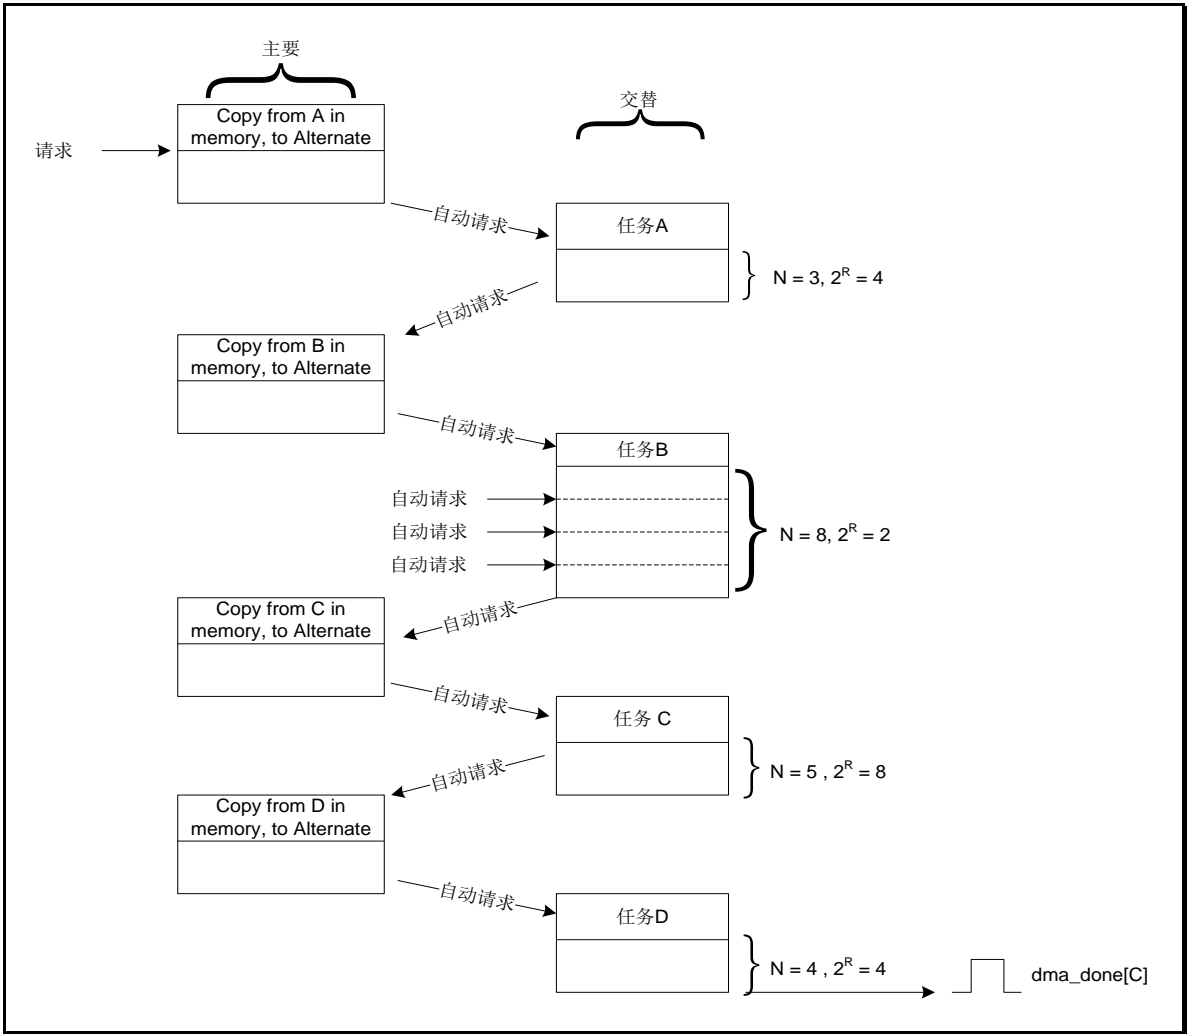 主要
交替
Copy from A in
memory, to Alternate
请求
自动请求
任务A
N = 3, 2^R = 4
自动请求
Copy from B in
memory, to Alternate
自动请求
任务B
自动请求
自动请求
自动请求
N = 8, 2^R = 2
自动请求
Copy from C in
memory, to Alternate
自动请求
任务 C
N = 5 , 2^R = 8
自动请求
Copy from D in
memory, to Alternate
自动请求
任务D
N = 4 , 2^R = 4
dma_done[C]